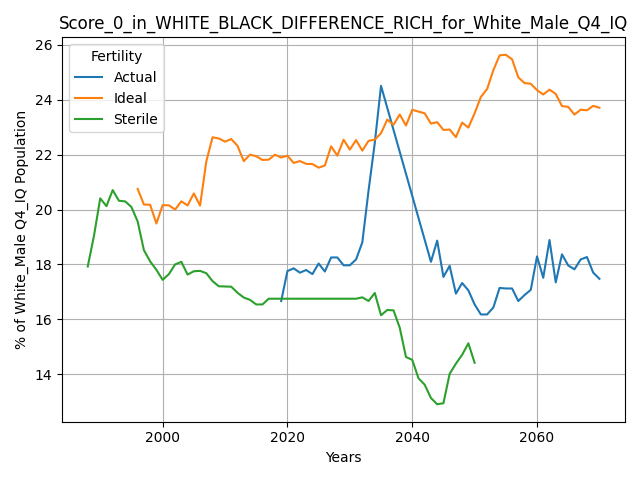 Score_0_in_WHITE_BLACK_DIFFERENCE_RICH_for_White_Male_Q4_IQ
Fertility
Actual
Ideal
Sterile
% of White_Male Q4_IQ Population
26
24
22
20
18
16
14
2000 2020 2040 2060
Years